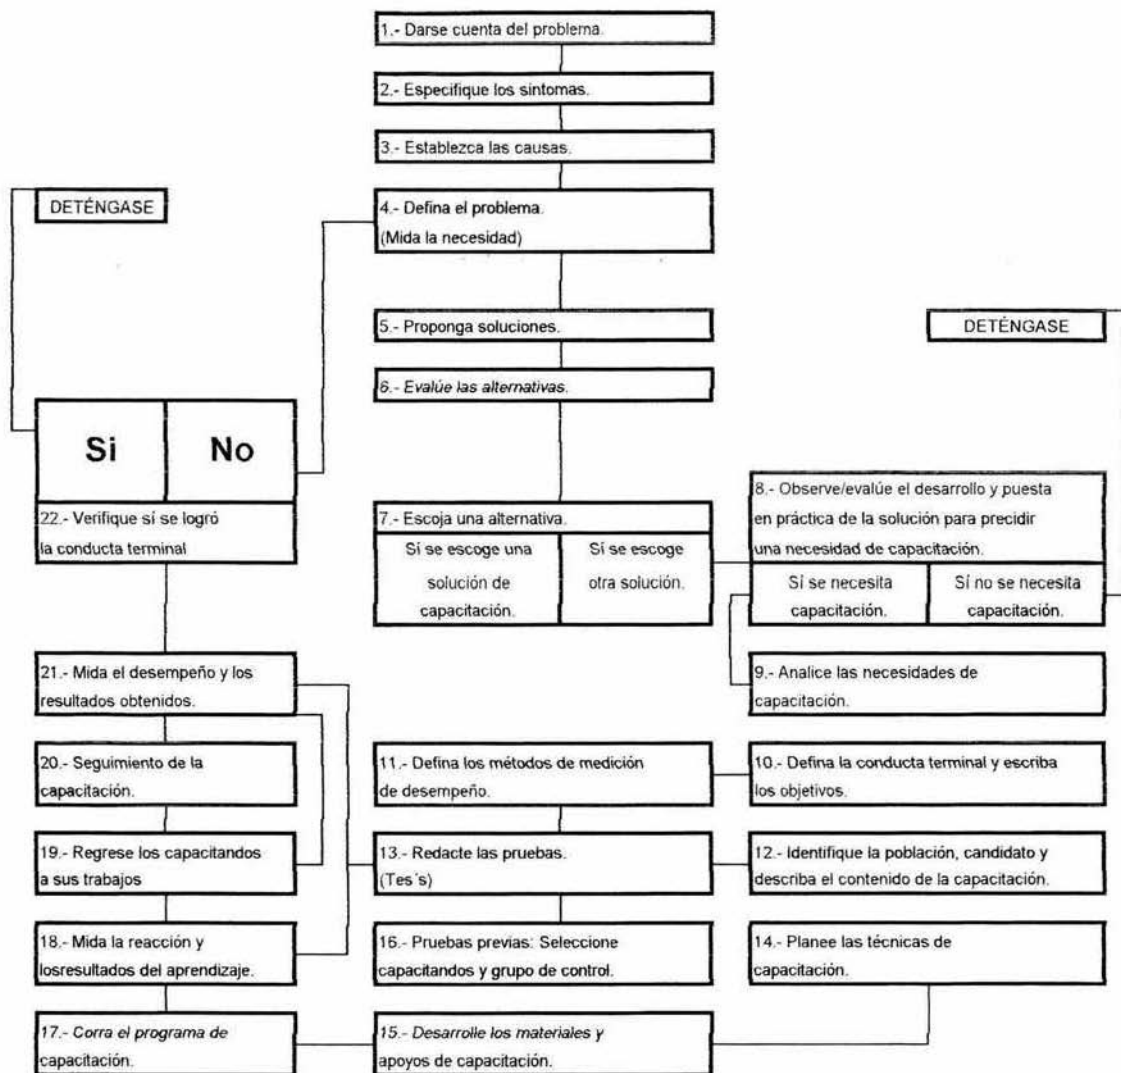 1.- Darse cuenta del problema.
2.- Especifique los síntomas.
3.- Establezca las causas.
DETÉNGASE
4.- Defina el problema.
(Mida la necesidad)
5.- Proponga soluciones.
DETÉNGASE
6.- Evalúe las alternativas.
Si
No
22.- Verifique sí se logró
la conducta terminal
7.- Escoja una alternativa.
Sí se escoge una
solución de
capacitación.
Sí se escoge
otra solución.
8.- Observe/evalúe el desarrollo y puesta
en práctica de la solución para precidir
una necesidad de capacitación.
Sí se necesita
capacitación.
Sí no se necesita
capacitación.
21.- Mida el desempeño y los
resultados obtenidos.
9.- Analice las necesidades de
capacitación.
20.- Seguimiento de la
capacitación.
11.- Defina los métodos de medición
de desempeño.
10.- Defina la conducta terminal y escriba
los objetivos.
19.- Regrese los capacitandos
a sus trabajos
13.- Redacte las pruebas.
(Tes´s)
12.- Identifique la población, candidato y
describa el contenido de la capacitación.
18.- Mida la reacción y
losresultados del aprendizaje.
16.- Pruebas previas: Seleccione
capacitandos y grupo de control.
14.- Planee las técnicas de
capacitación.
17.- Corra el programa de
capacitación.
15.- Desarrolle los materiales y
apoyos de capacitación.